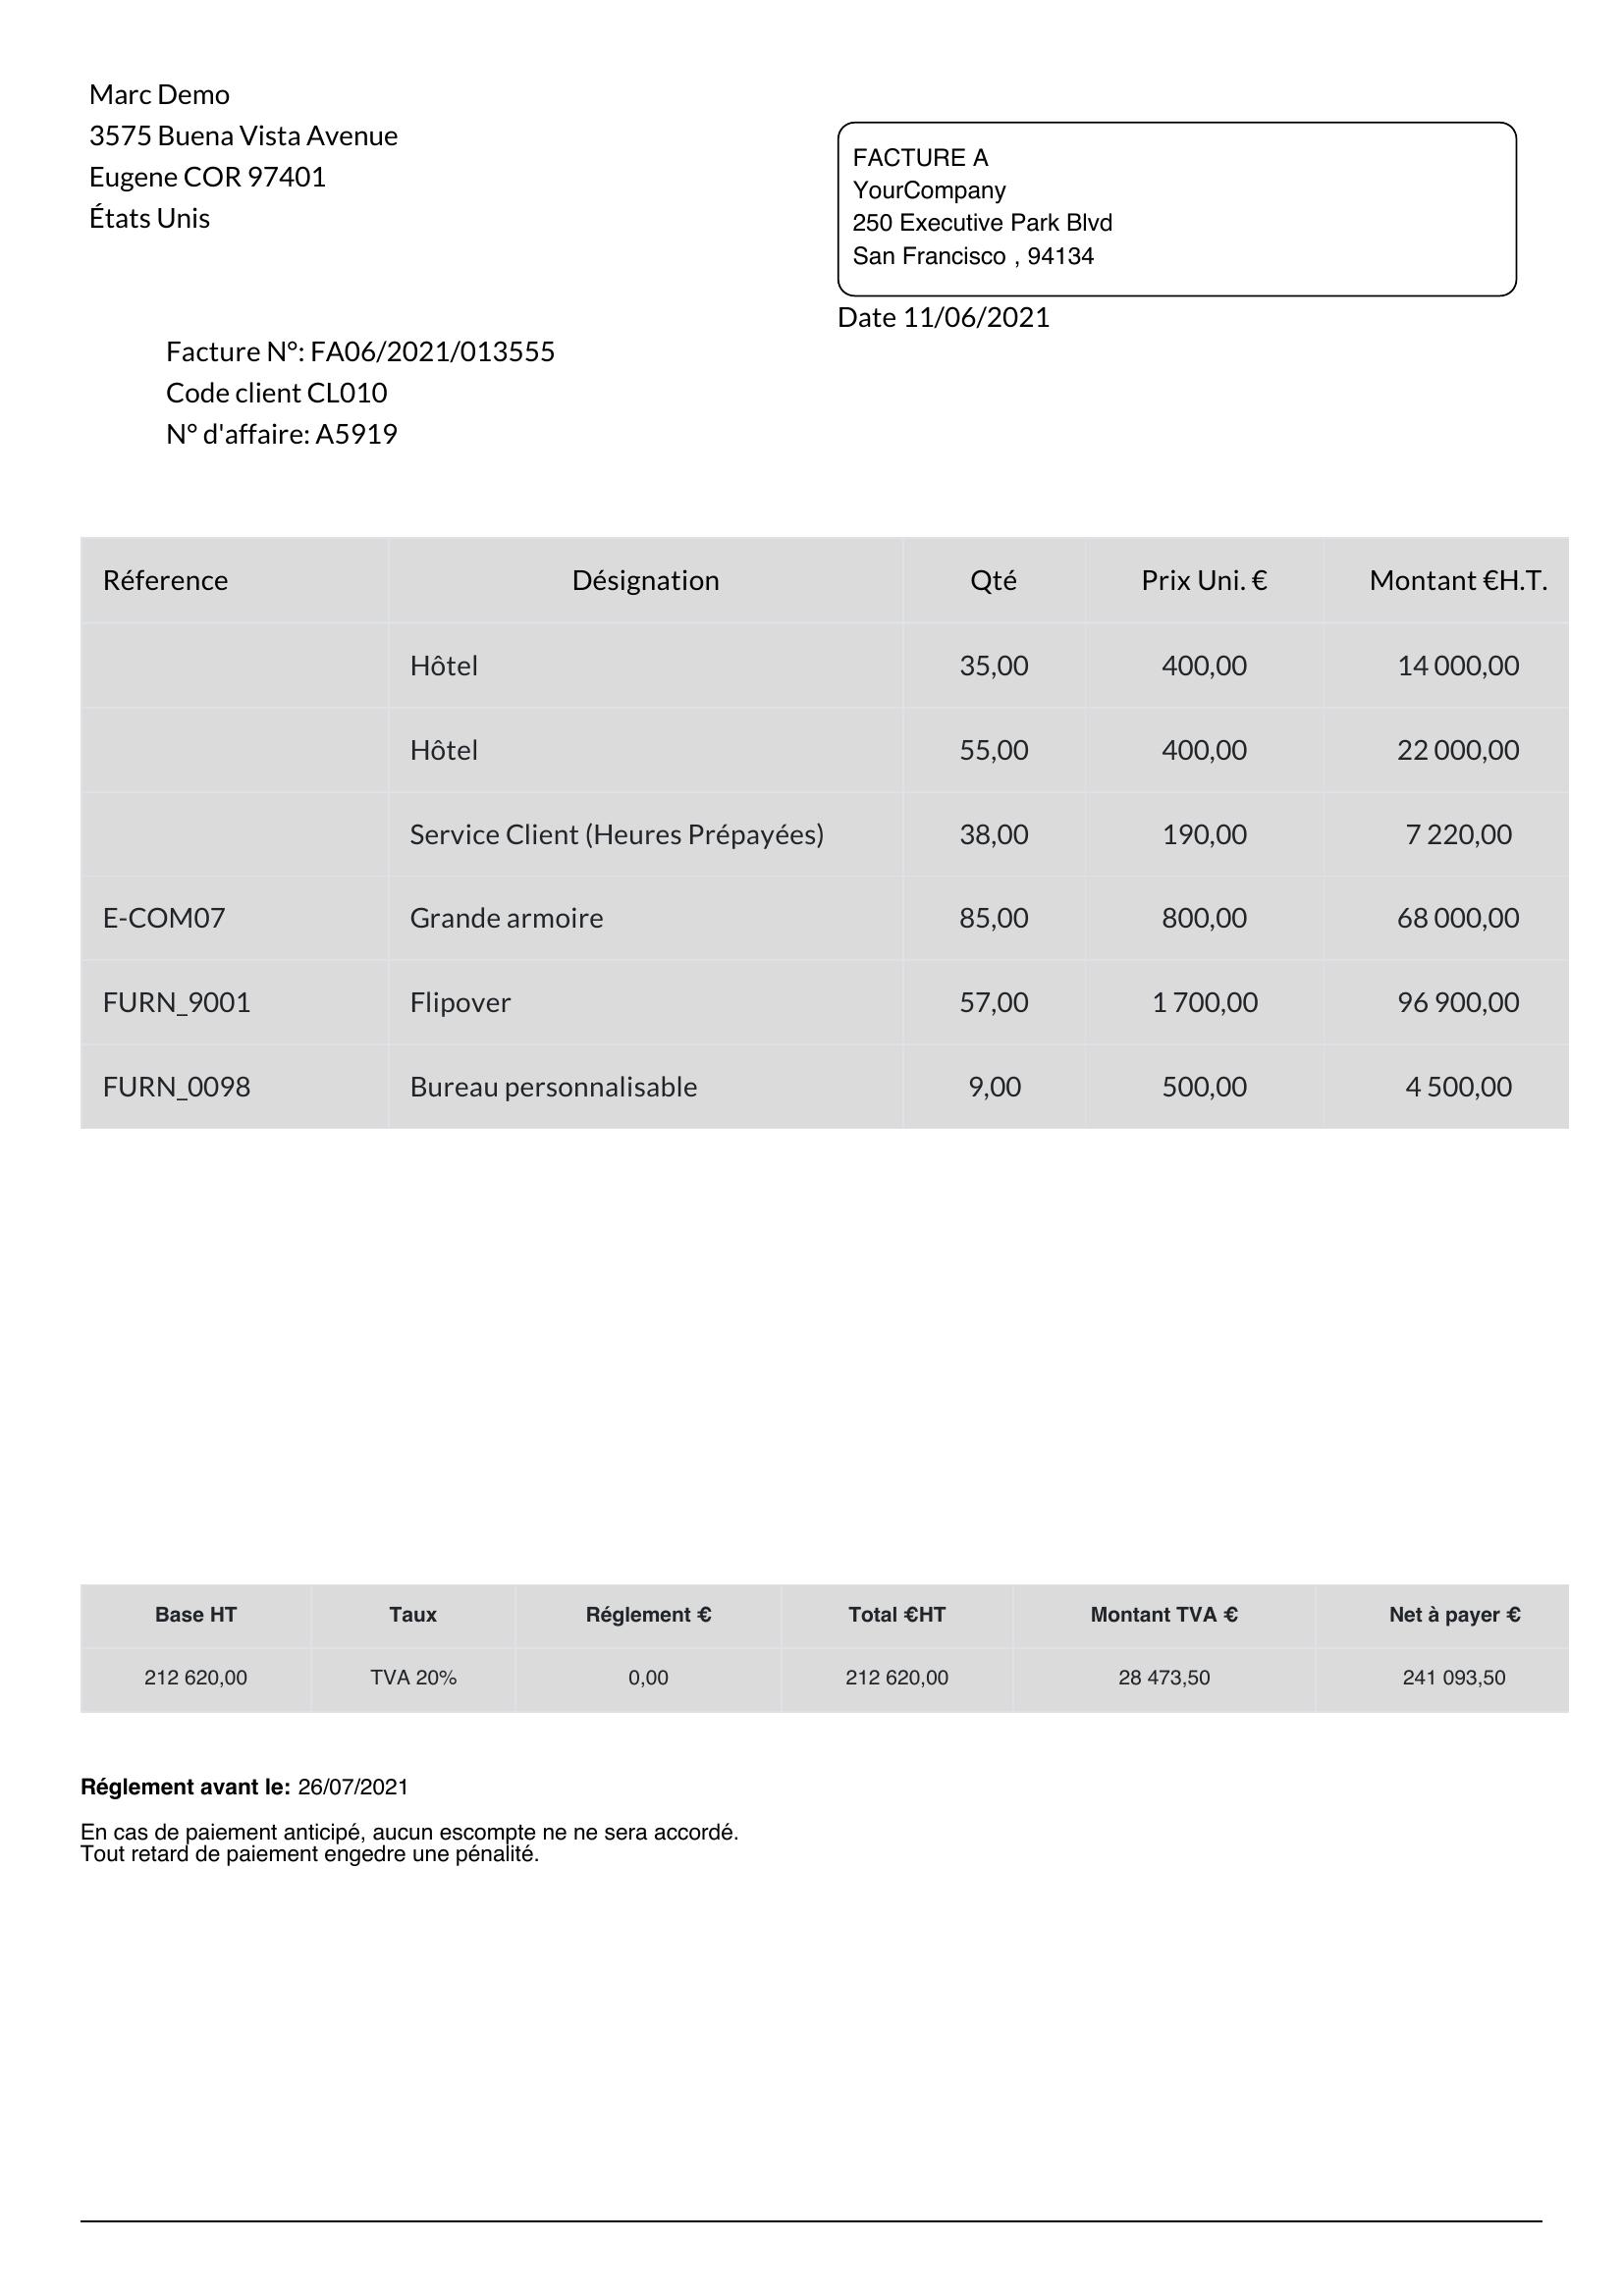 Marc Demo
3575 Buena Vista Avenue
Eugene COR 97401
États Unis
FACTURE A
YourCompany
250 Executive Park Blvd
San Francisco , 94134
Date 11/06/2021
Facture N°: FA06/2021/013555
Code client CL010
N° d'affaire: A5919
Réference Désignation Qté Prix Uni. € Montant €H.T.
Hôtel 35,00 400,00 14 000,00
Hôtel 55,00 400,00 22 000,00
Service Client (Heures Prépayées) 38,00 190,00 7 220,00
E-COM07 Grande armoire 85,00 800,00 68 000,00
FURN_9001 Flipover 57,00 1 700,00 96 900,00
FURN_0098 Bureau personnalisable 9,00 500,00 4 500,00
Base HT Taux Réglement € Total €HT Montant TVA € Net à payer €
212 620,00 TVA 20% 0,00 212 620,00 28 473,50 241 093,50
Réglement avant le: 26/07/2021
En cas de paiement anticipé, aucun escompte ne ne sera accordé.
Tout retard de paiement engedre une pénalité.